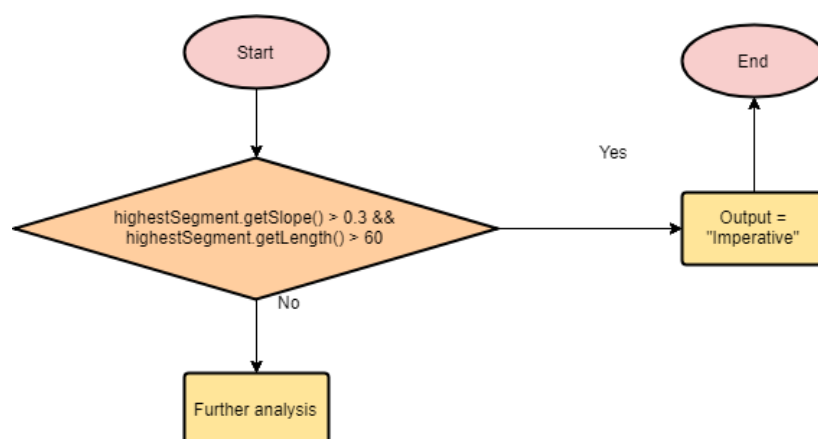 Start
End
Yes
highestSegment.getSlope() > 0.3 &&
highestSegment.getLength() > 60
Output =
"Imperative"
No
Further analysis